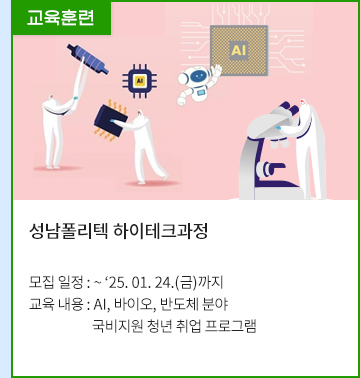 교육훈련
AI
AI
성남폴리텍 하이테크과정
모집 일정 : ~ ‘25. 01. 24.(금)까지
교육 내용 : AI, 바이오, 반도체 분야
국비지원 청년 취업 프로그램